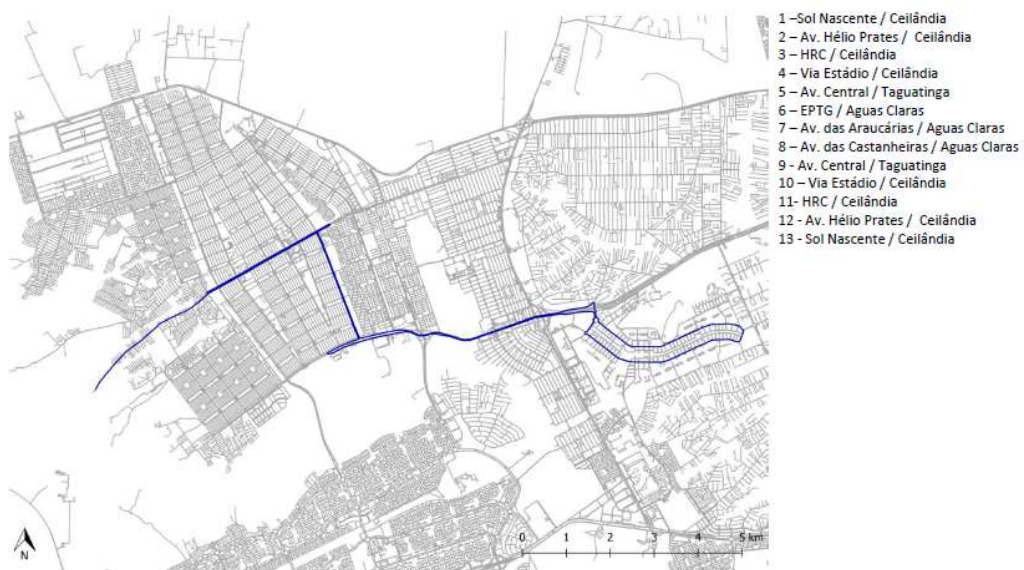 1 –Sol Nascente / Ceilândia
2 – Av. Hélio Prates / Ceilândia
3 – HRC / Ceilândia
4 – Via Estádio / Ceilândia
5 – Av. Central / Taguatinga
6 – EPTG / Aguas Claras
7 – Av. das Araucárias / Aguas Claras
8 – Av. das Castanheiras / Aguas Claras
9 - Av. Central / Taguatinga
10 – Via Estádio / Ceilândia
11- HRC / Ceilândia
12 - Av. Hélio Prates / Ceilândia
13 - Sol Nascente / Ceilândia
N
0 1 2 3 4 5 km